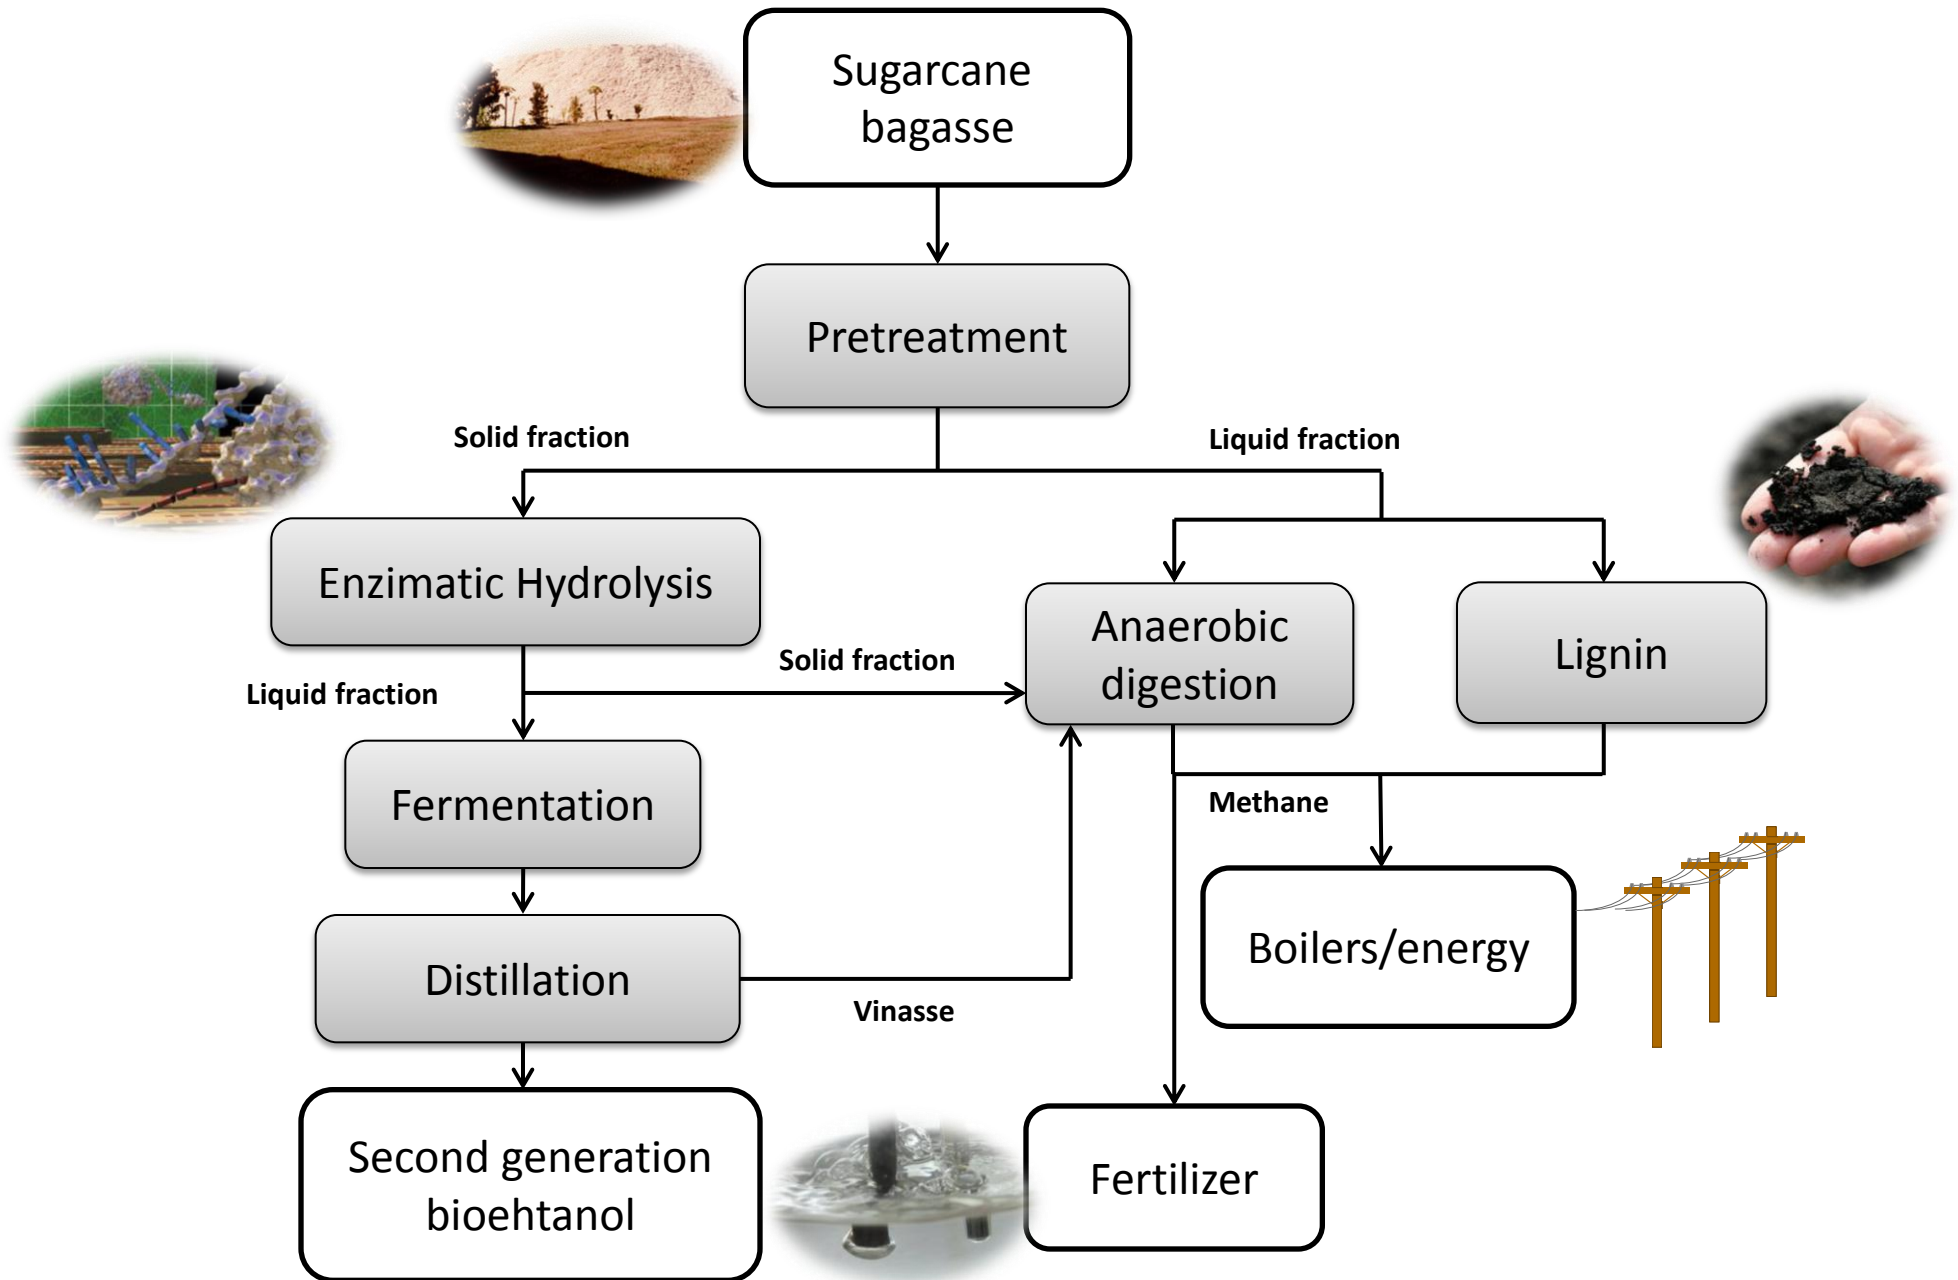 Sugarcane
bagasse
Pretreatment
Solid fraction
Liquid fraction
Enzimatic Hydrolysis
Anaerobic
digestion
Lignin
Solid fraction
Liquid fraction
Fermentation
Methane
Boilers/energy
Distillation
Vinasse
Second generation
bioehtanol
Fertilizer